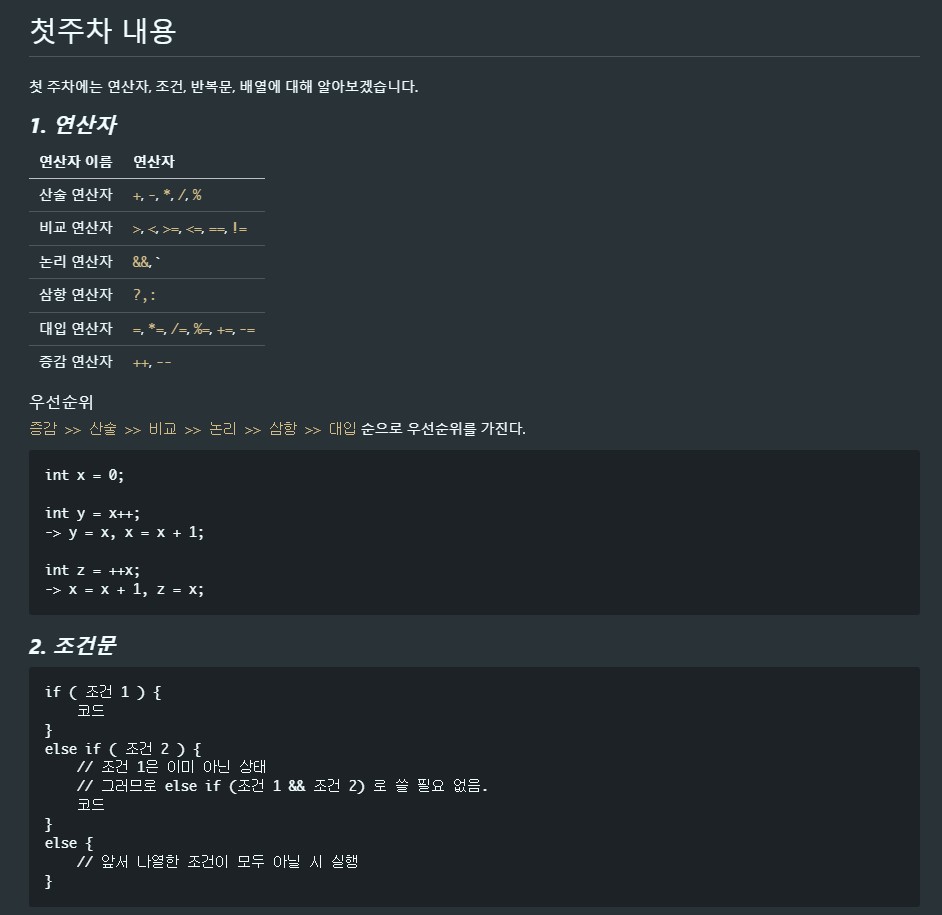 첫주차 내용
첫 주차에는 연산자, 조건, 반복문, 배열에 대해 알아보겠습니다.
1. 연산자
연산자 이름 연산자
산술 연산자 +, -, *, /, %
비교 연산자 >, <, >=, <=, ==, !=
논리 연산자 &&, `
삼항 연산자 ?,:
대입 연산자 =, *=, /=, %=, +=, -=
증감 연산자 ++, --
우선순위
증감 >> 산술 >> 비교 >> 논리 >> 삼항 >> 대입 순으로 우선순위를 가진다.
int x = 0;
int y = x++;
-> y = x, x = x + 1;
int z = ++x;
-> x = x + 1, z = x;
2. 조건문
if ( 조건 1 ) {
코드
}
else if ( 조건 2 ) {
// 조건 1은 이미 아닌 상태
// 그러므로 else if (조건 1 && 조건 2) 로 쓸 필요 없음.
코드
}
else {
// 앞서 나열한 조건이 모두 아닐 시 실행
}